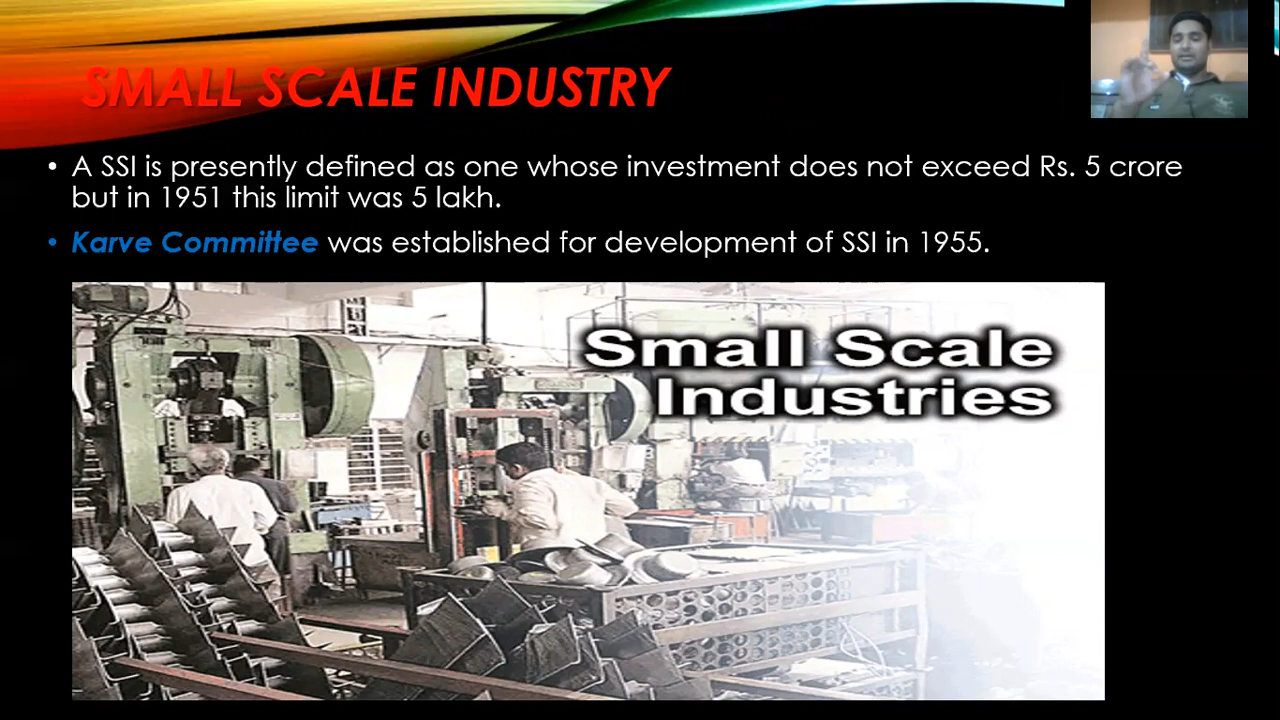 SMALL SCALE INDUSTRY
• A SSI is presently defined as one whose investment does not exceed Rs. 5 crore
but in 1951 this limit was 5 lakh.
• Karve Committee was established for development of SSI in 1955.
Small Scale
Industries